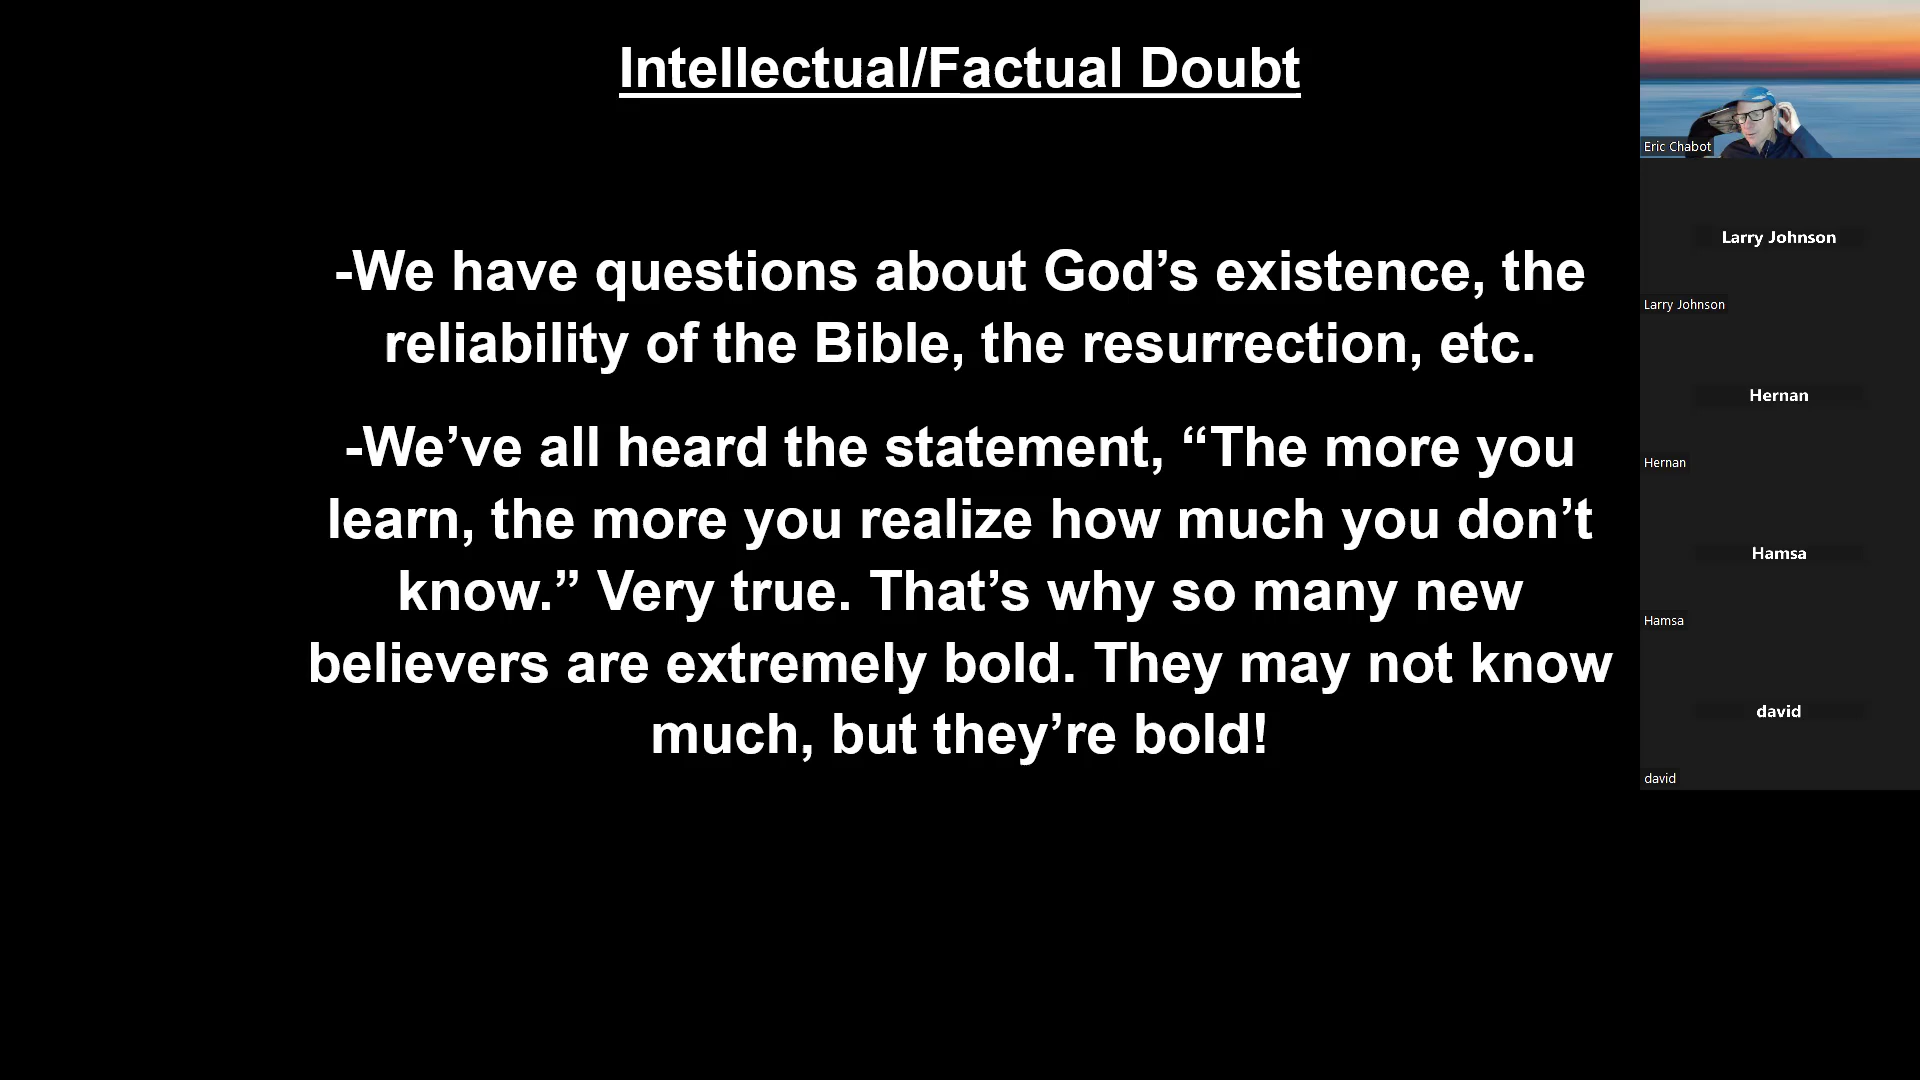 Intellectual/Factual Doubt
-We have questions about God’s existence, the
reliability of the Bible, the resurrection, etc.
-We’ve all heard the statement, “The more you
learn, the more you realize how much you don’t
know.” Very true. That’s why so many new
believers are extremely bold. They may not know
much, but they’re bold!
Eric Chabot
Larry Johnson
Larry Johnson
Hernan
Hernan
Hamsa
Hamsa
david
david